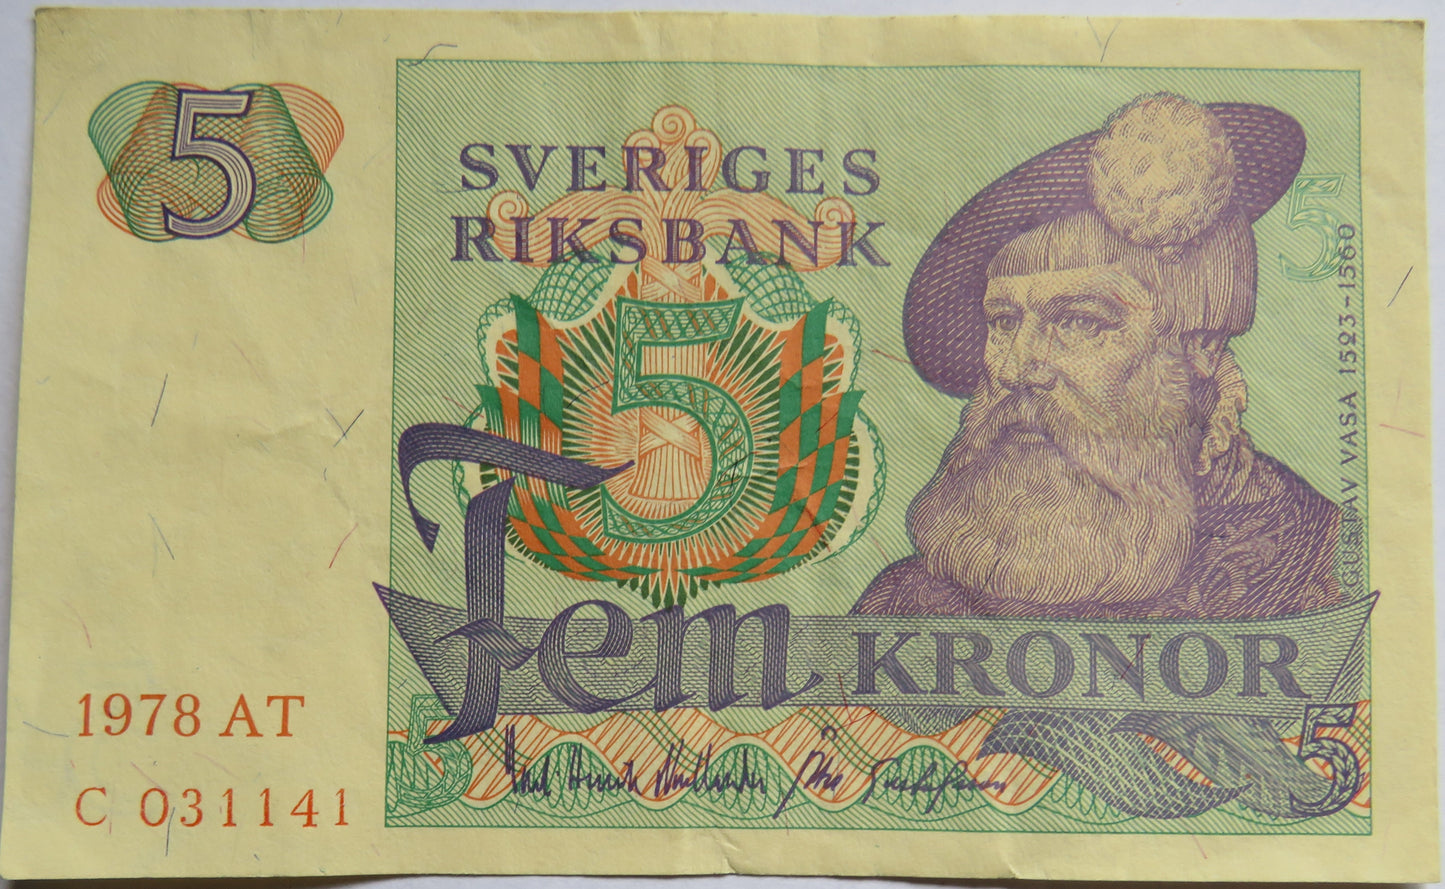 5
SVERIGES
RIKSBANK
5
5
GUSTAV VASA 1523-1560
fem KRONOR
1978 AT
C 031141
5
5